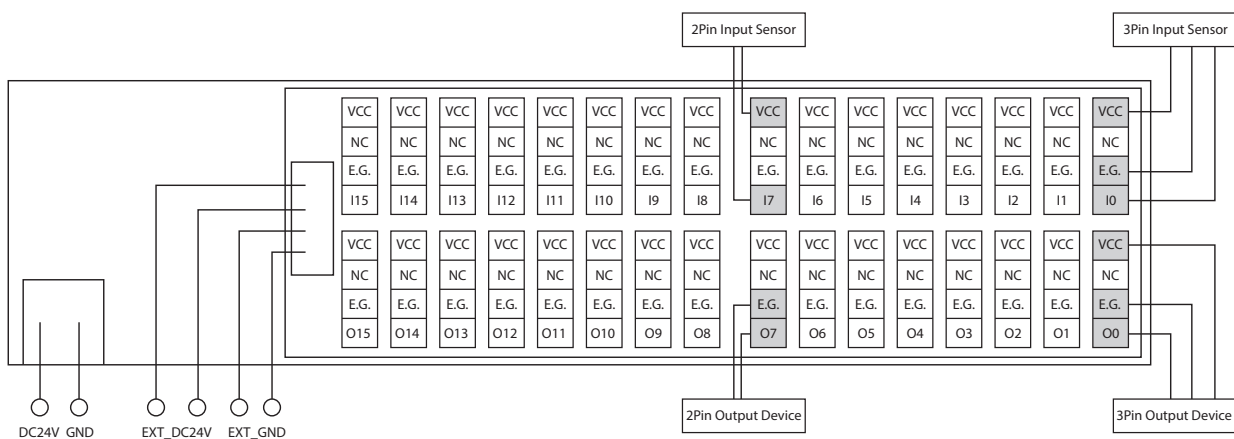 2Pin Input Sensor 3Pin Input Sensor
VCC VCC VCC VCC VCC VCC VCC VCC VCC VCC VCC VCC VCC VCC VCC VCC
NC NC NC NC NC NC NC NC NC NC NC NC NC NC NC NC
E.G. E.G. E.G. E.G. E.G. E.G. E.G. E.G. E.G. E.G. E.G. E.G. E.G. E.G. E.G. E.G.
I15 I14 I13 I12 I11 I10 I9 I8 I7 I6 I5 I4 I3 I2 I1 I0
VCC VCC VCC VCC VCC VCC VCC VCC VCC VCC VCC VCC VCC VCC VCC VCC
NC NC NC NC NC NC NC NC NC NC NC NC NC NC NC NC
E.G. E.G. E.G. E.G. E.G. E.G. E.G. E.G. E.G. E.G. E.G. E.G. E.G. E.G. E.G. E.G.
O15 O14 O13 O12 O11 O10 O9 O8 O7 O6 O5 O4 O3 O2 O1 O0
2Pin Output Device 3Pin Output Device
DC24V GND EXT_DC24V EXT_GND